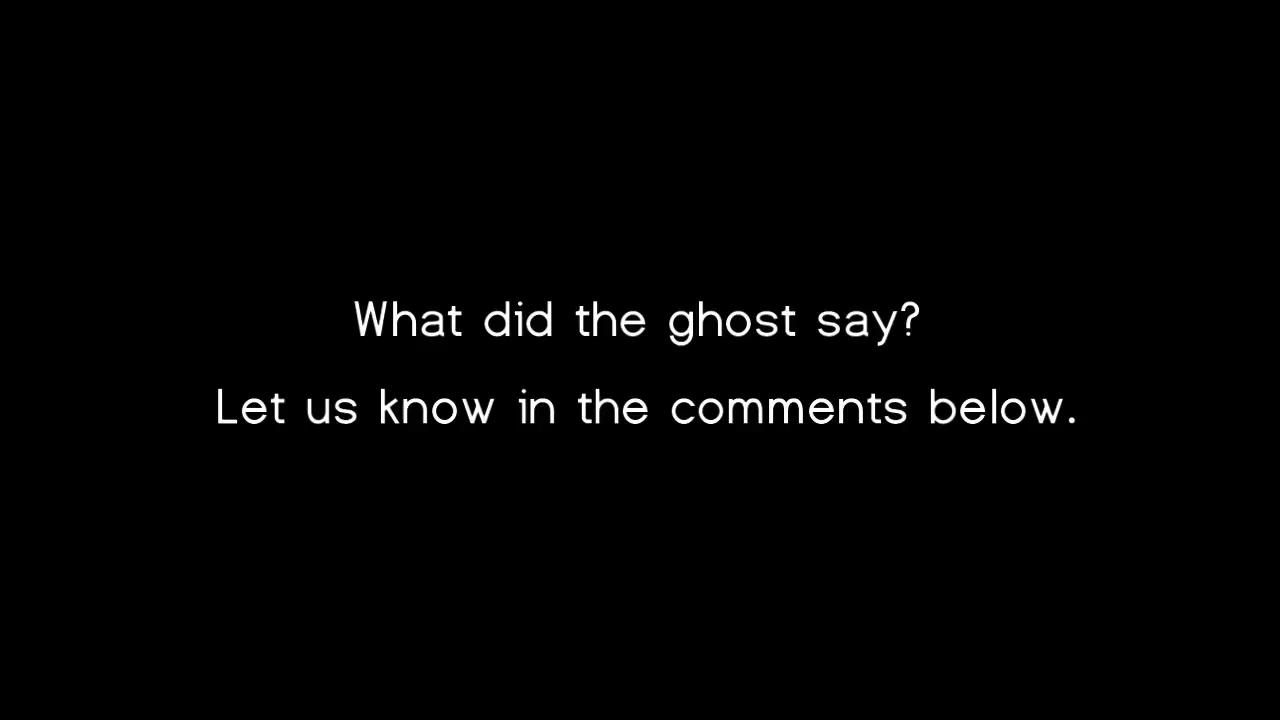 What did the ghost say?
Let us know in the comments below.